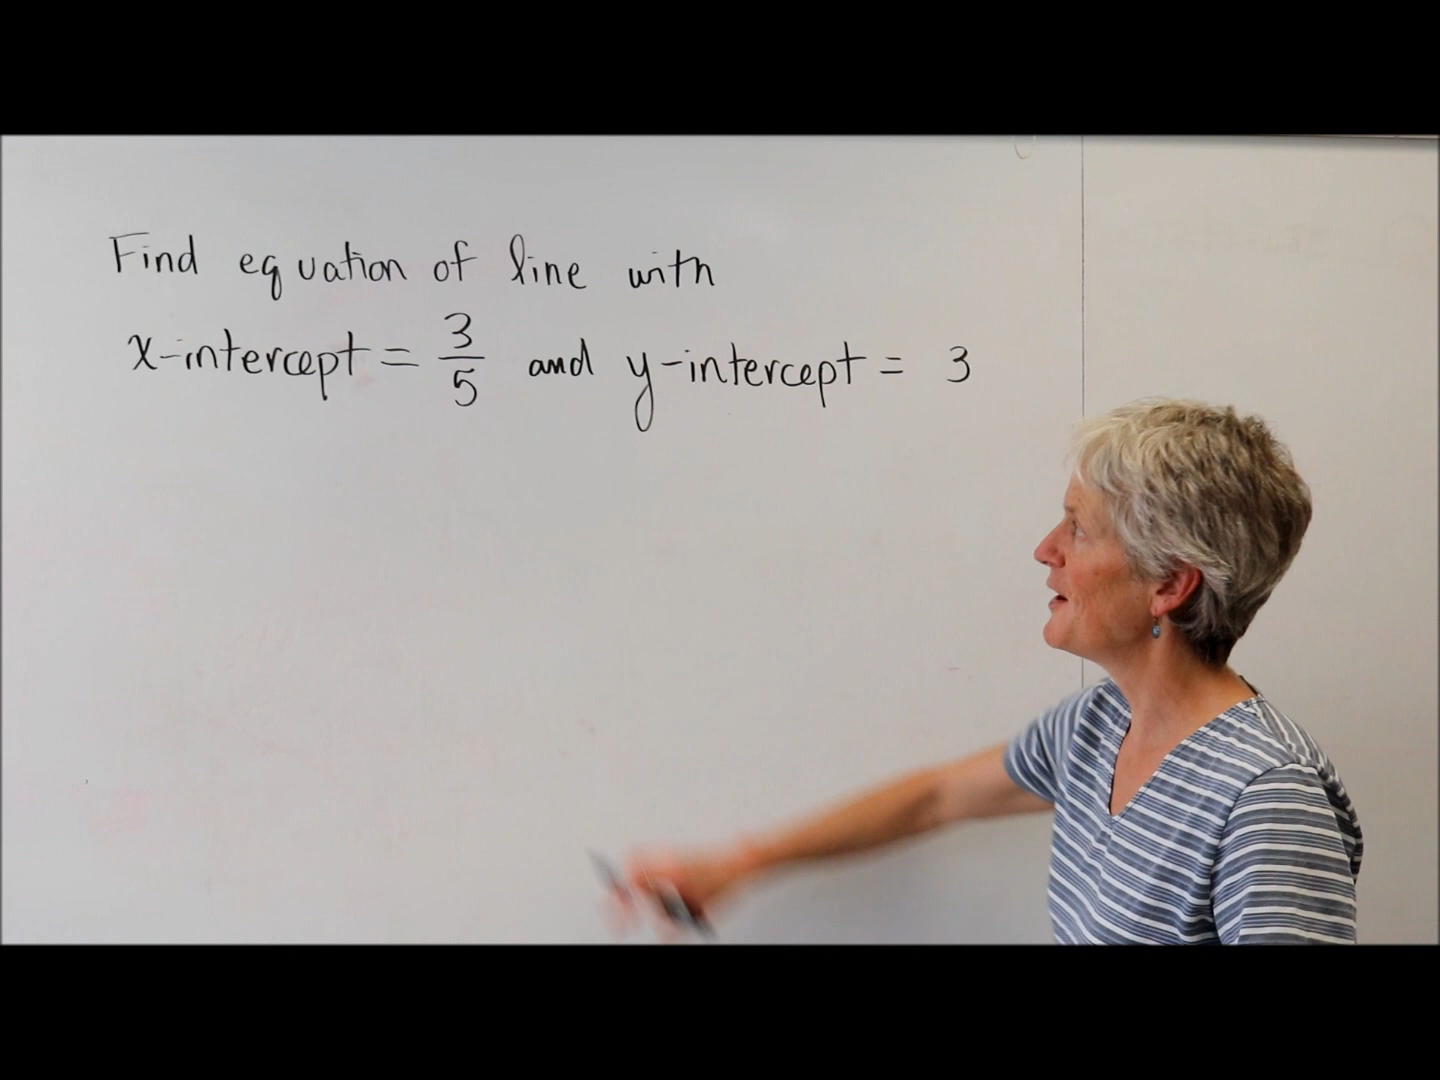 Find equation of line with
x-intercept = 3/5 and y-intercept = 3